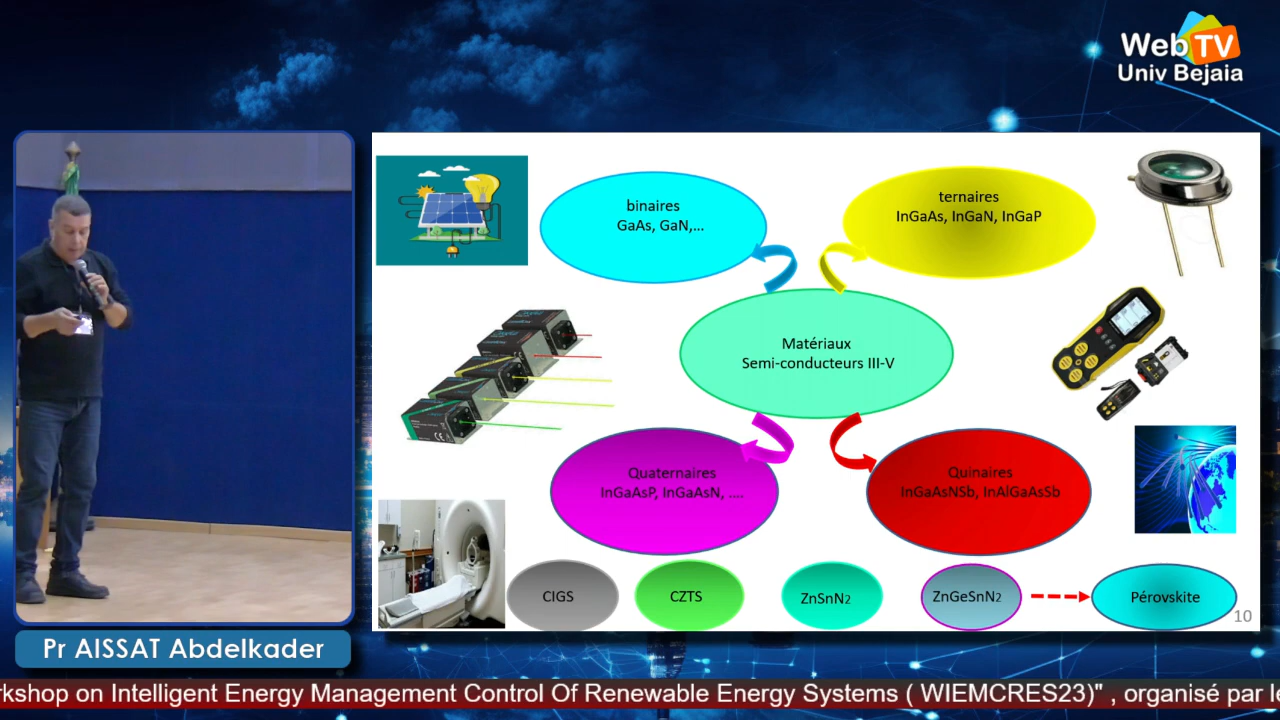 Web TV
Univ Bejaia
binaires
GaAs, GaN,...
ternaires
InGaAs, InGaN, InGaP
Matériaux
Semi-conducteurs III-V
Quaternaires
InGaAsP, InGaAsN, ....
Quinaires
InGaAsNSb, InAlGaAsSb
CIGS
CZTS
ZnSnN2
ZnGeSnN2
Pérovskite
10
Pr AISSAT Abdelkader
rkshop on Intelligent Energy Management Control Of Renewable Energy Systems ( WIEMCRES23)" , organisé par le